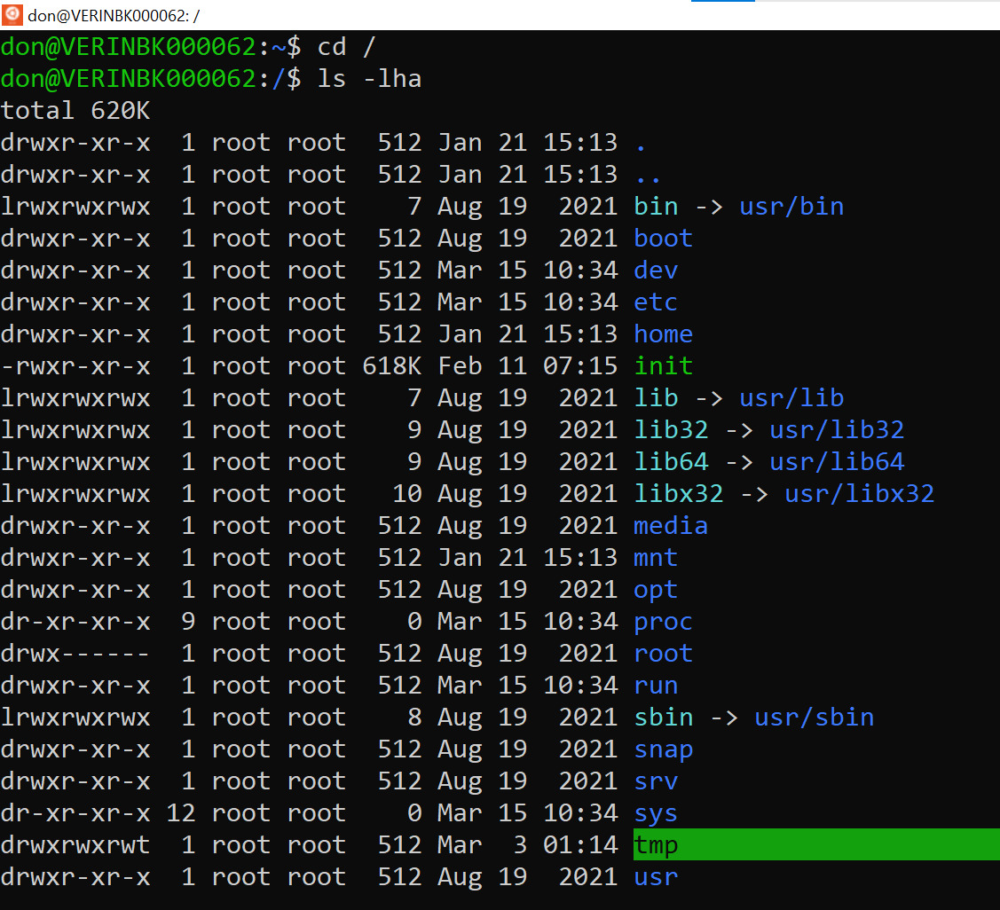 don@VERINBK000062: /
don@VERINBK000062:~$ cd /
don@VERINBK000062:/$ ls -lha
total 620K
drwxr-xr-x  1 root root  512 Jan 21 15:13 .
drwxr-xr-x  1 root root  512 Jan 21 15:13 ..
lrwxrwxrwx  1 root root    7 Aug 19  2021 bin -> usr/bin
drwxr-xr-x  1 root root  512 Aug 19  2021 boot
drwxr-xr-x  1 root root  512 Mar 15 10:34 dev
drwxr-xr-x  1 root root  512 Mar 15 10:34 etc
drwxr-xr-x  1 root root  512 Jan 21 15:13 home
-rwxr-xr-x  1 root root 618K Feb 11 07:15 init
lrwxrwxrwx  1 root root    7 Aug 19  2021 lib -> usr/lib
lrwxrwxrwx  1 root root    9 Aug 19  2021 lib32 -> usr/lib32
lrwxrwxrwx  1 root root    9 Aug 19  2021 lib64 -> usr/lib64
lrwxrwxrwx  1 root root   10 Aug 19  2021 libx32 -> usr/libx32
drwxr-xr-x  1 root root  512 Aug 19  2021 media
drwxr-xr-x  1 root root  512 Jan 21 15:13 mnt
drwxr-xr-x  1 root root  512 Aug 19  2021 opt
dr-xr-xr-x  9 root root    0 Mar 15 10:34 proc
drwx------  1 root root  512 Aug 19  2021 root
drwxr-xr-x  1 root root  512 Mar 15 10:34 run
lrwxrwxrwx  1 root root    8 Aug 19  2021 sbin -> usr/sbin
drwxr-xr-x  1 root root  512 Aug 19  2021 snap
drwxr-xr-x  1 root root  512 Aug 19  2021 srv
dr-xr-xr-x 12 root root    0 Mar 15 10:34 sys
drwxrwxrwt  1 root root  512 Mar  3 01:14 tmp
drwxr-xr-x  1 root root  512 Aug 19  2021 usr